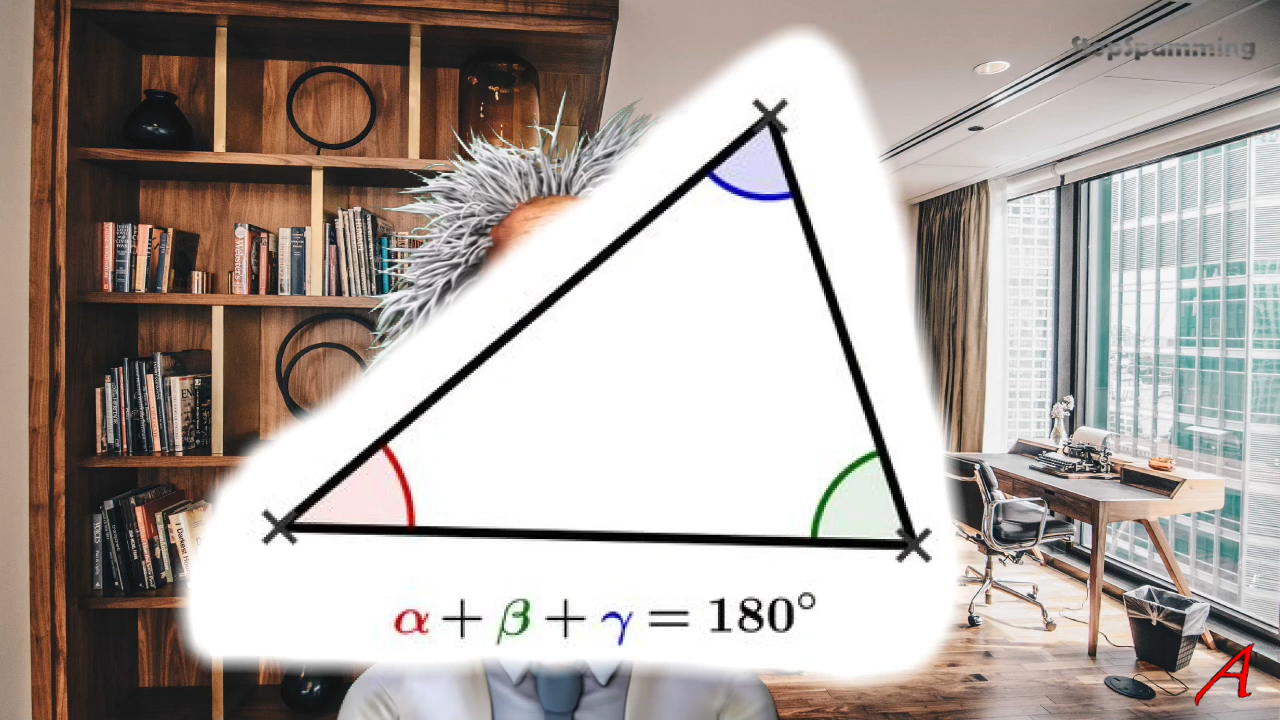 StopSpamming
α + β + γ = 180°
A